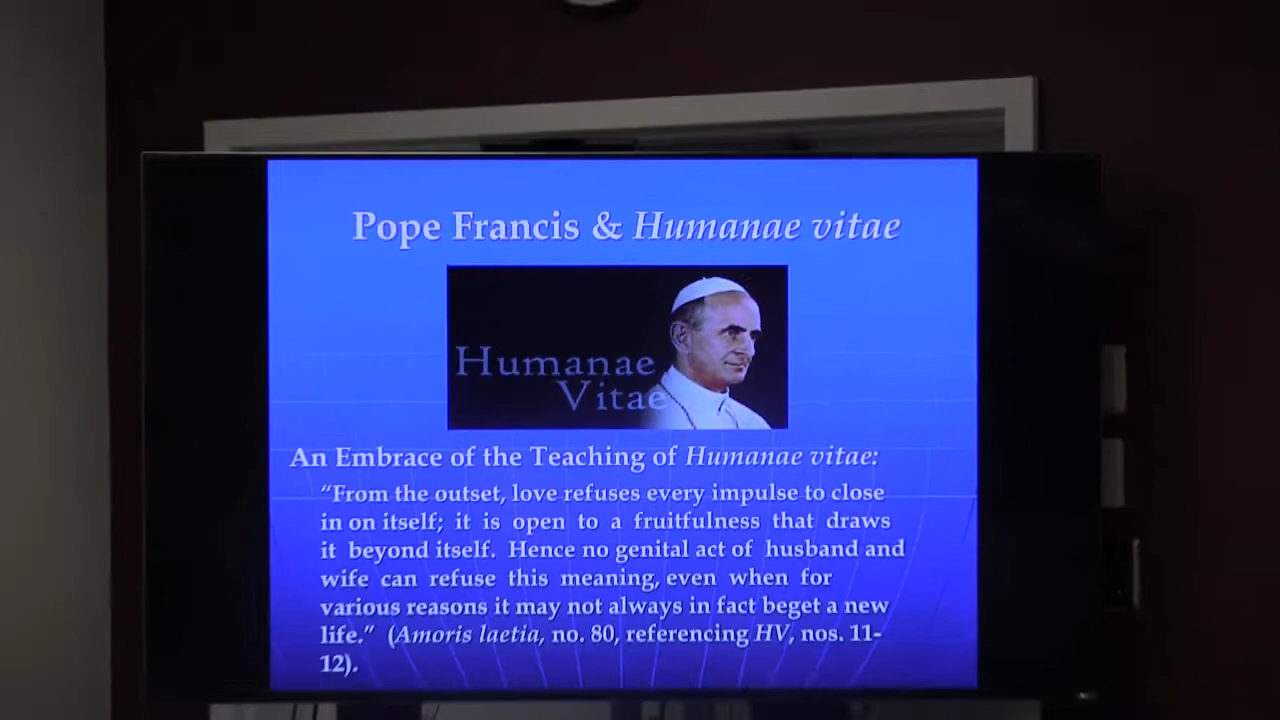 Pope Francis & Humanae vitae
Humanae
Vitae
An Embrace of the Teaching of Humanae vitae:
“From the outset, love refuses every impulse to close
in on itself; it is open to a fruitfulness that draws
it beyond itself. Hence no genital act of husband and
wife can refuse this meaning, even when for
various reasons it may not always in fact beget a new
life.” (Amoris laetia, no. 80, referencing HV, nos. 11-
12).